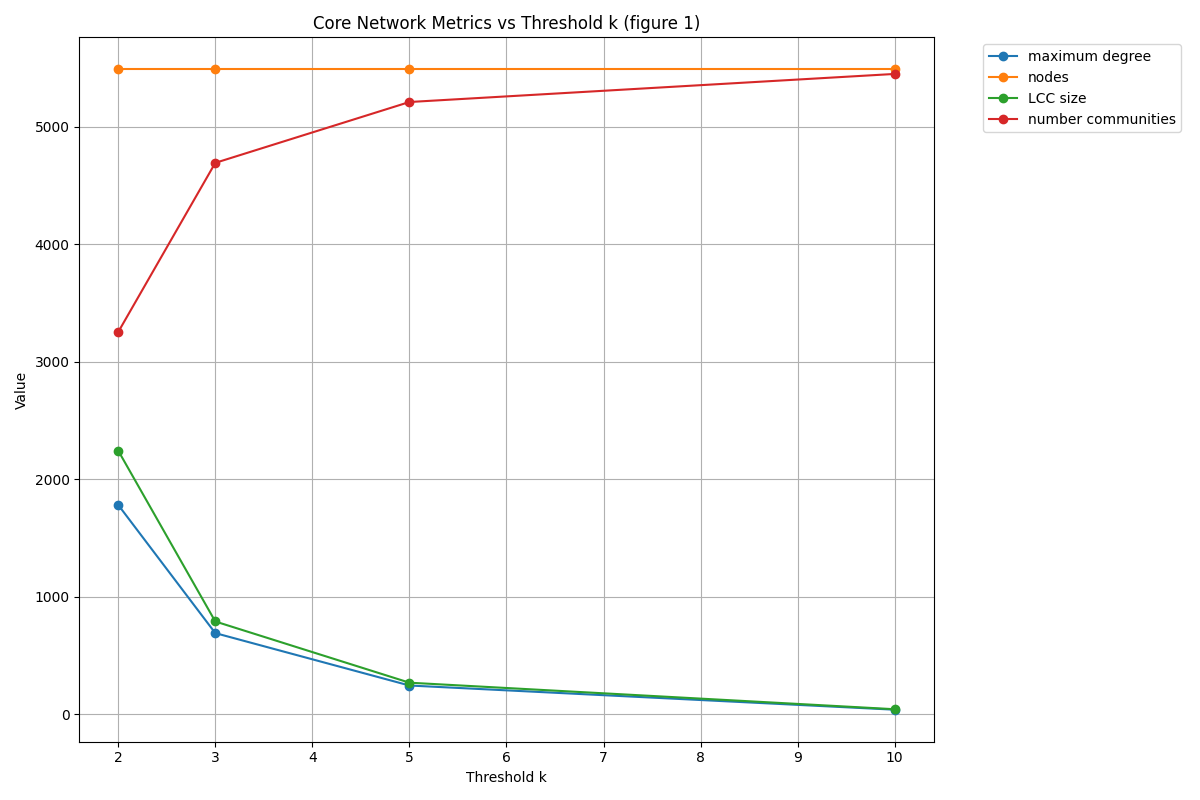 Core Network Metrics vs Threshold k (figure 1)
maximum degree
nodes
LCC size
number communities
Value
5000
4000
3000
2000
1000
0
2 3 4 5 6 7 8 9 10
Threshold k